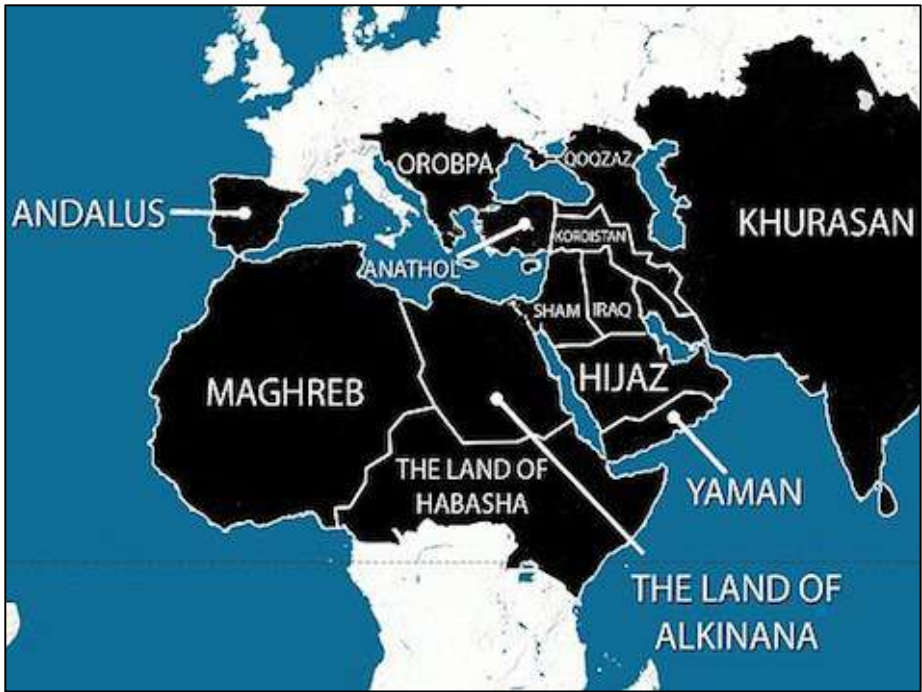 OROBPA
QOQZAZ
ANDALUS
KHURASAN
KORDISTAN
ANATHOL
SHAM
IRAQ
MAGHREB
HIJAZ
THE LAND OF
HABASHA
YAMAN
THE LAND OF
ALKINANA